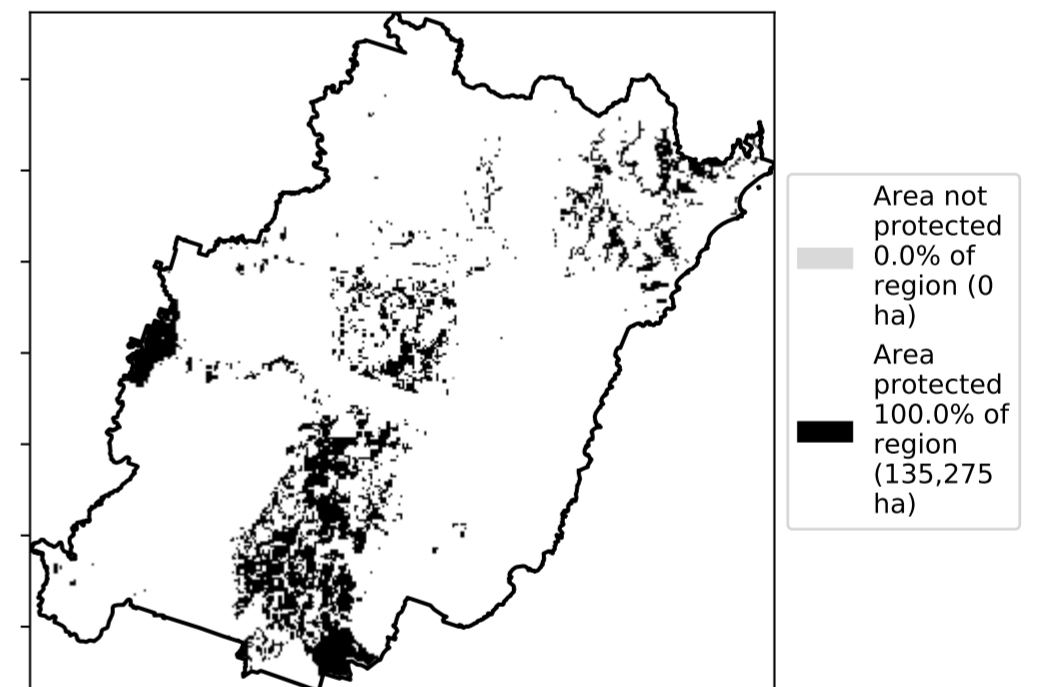 Area not
protected
0.0% of
region (0
ha)
Area
protected
100.0% of
region
(135,275
ha)